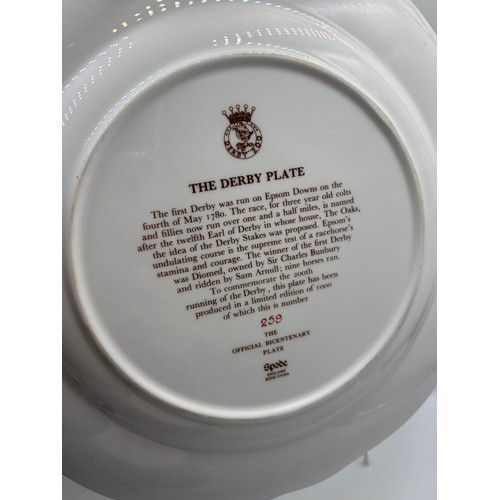 DERBY 200
THE DERBY PLATE
The first Derby was run on Epsom Downs on the
fourth of May 1780. The race, for three year old colts
and fillies now run over one and a half miles, is named
after the twelfth Earl of Derby in whose house, The Oaks,
the idea of the Derby Stakes was proposed. Epsom's
undulating course is the supreme test of a racehorse's
stamina and courage. The winner of the first Derby
was Diomed, owned by Sir Charles Bunbury
and ridden by Sam Arnull; nine horses ran.
To commemorate the 200th
running of the Derby, this plate has been
produced in a limited edition of 1000
of which this is number
259
THE
OFFICIAL BICENTENARY
PLATE
Spode
ENGLAND
BONE CHINA